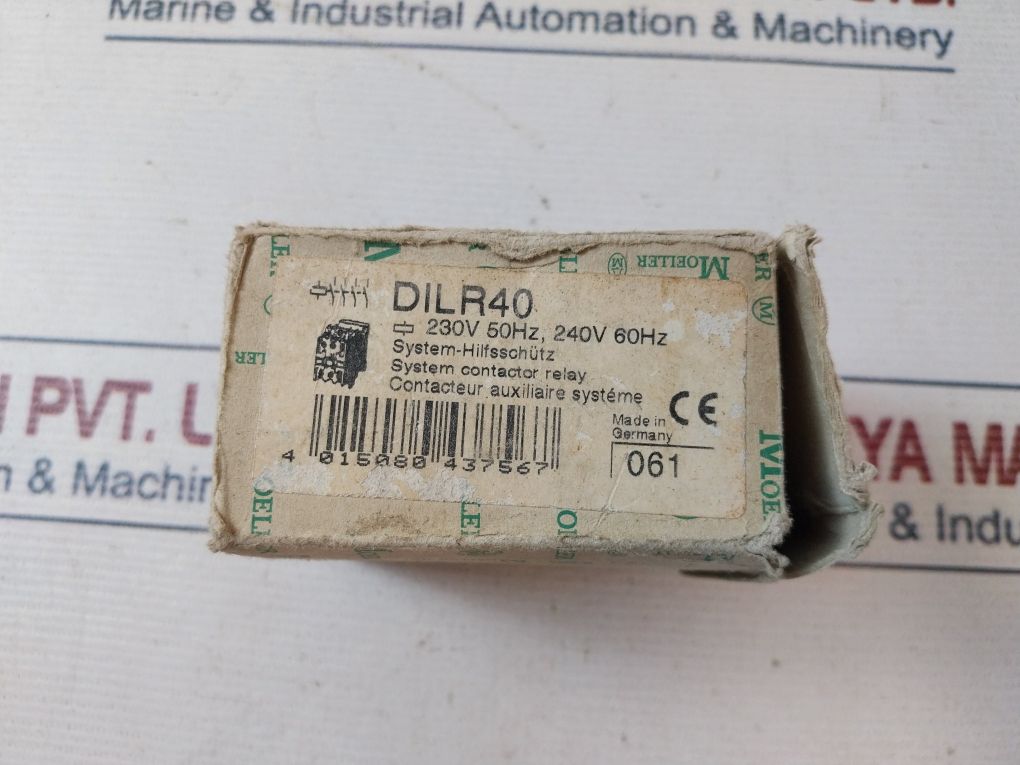 Marine & Industrial Automation & Machinery
MOELLER
DILR40
230V 50Hz, 240V 60Hz
System-Hilfsschütz
System contactor relay
Contacteur auxiliaire systéme
Made in
Germany
CE
061
4 015080 437567
PVT.
YA MA
& Machin
& Indu